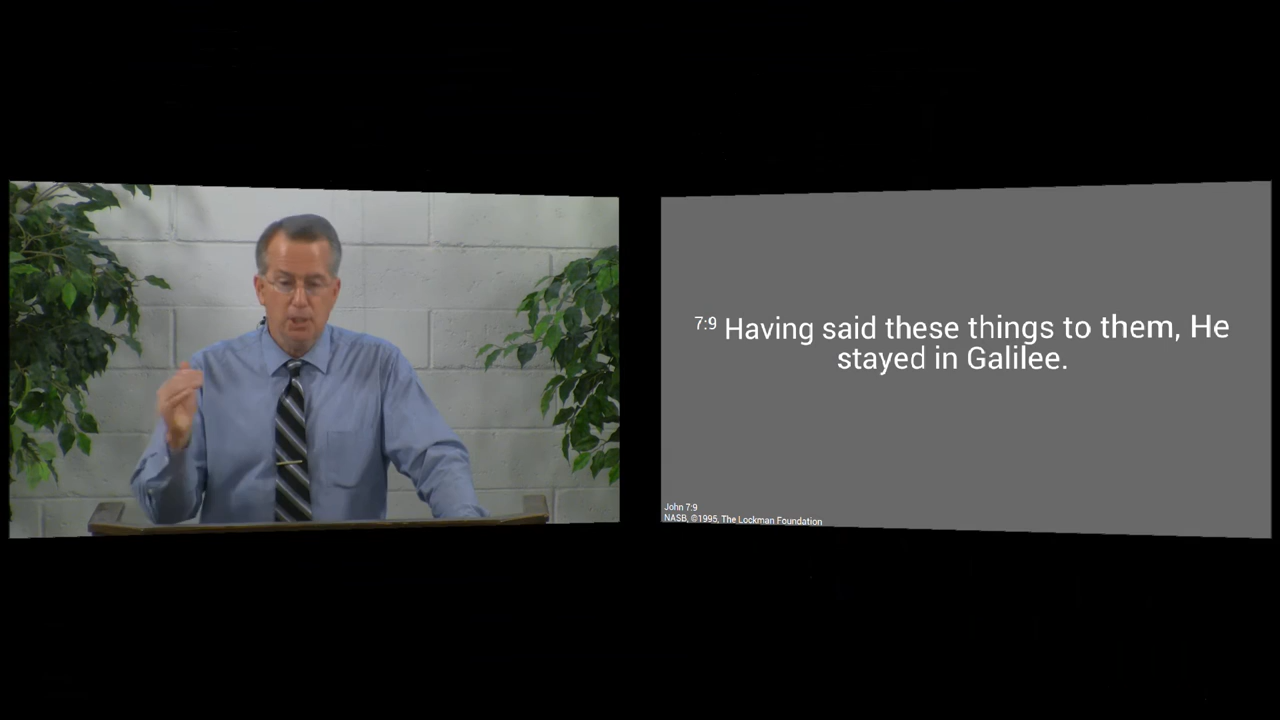 7:9 Having said these things to them, He
stayed in Galilee.
John 7:9
NASB, ©1995, The Lockman Foundation